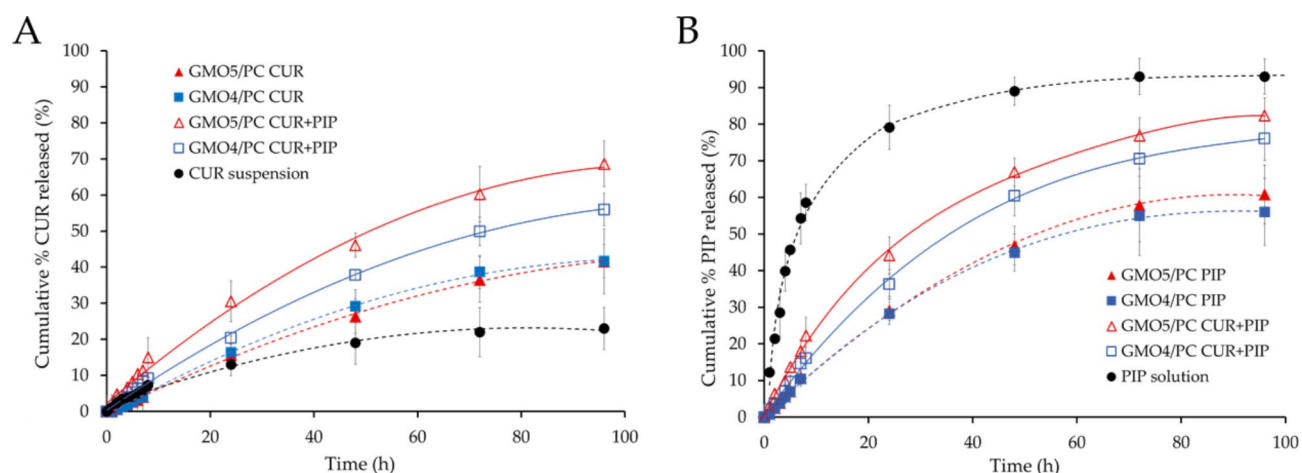 A
Cumulative % CUR released (%)
100
90
80
70
60
50
40
30
20
10
0
GMO5/PC CUR
GMO4/PC CUR
GMO5/PC CUR+PIP
GMO4/PC CUR+PIP
CUR suspension
0 20 40 60 80 100
Time (h)
B
Cumulative % PIP released (%)
100
90
80
70
60
50
40
30
20
10
0
GMO5/PC PIP
GMO4/PC PIP
GMO5/PC CUR+PIP
GMO4/PC CUR+PIP
PIP solution
0 20 40 60 80 100
Time (h)